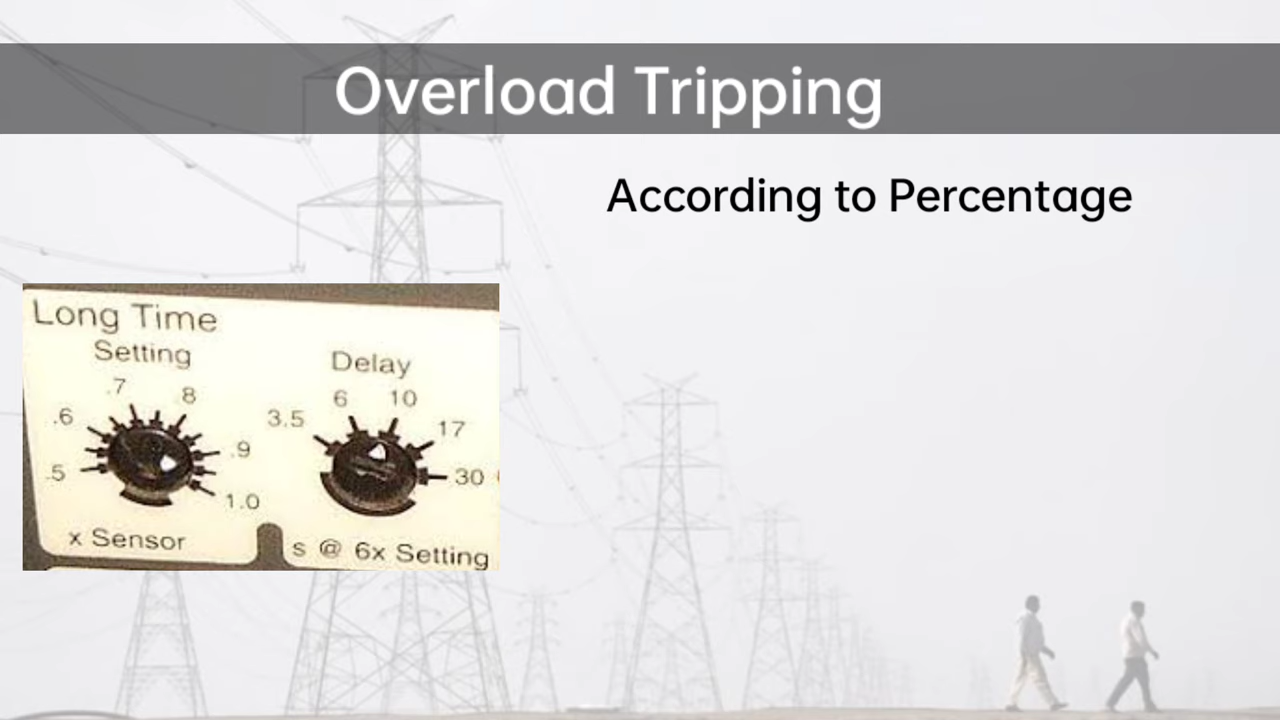 Overload Tripping
According to Percentage
Long Time
Setting
Delay
.5 .6 .7 .8 .9 1.0
3.5 6 10 17 30
x Sensor
s @ 6x Setting